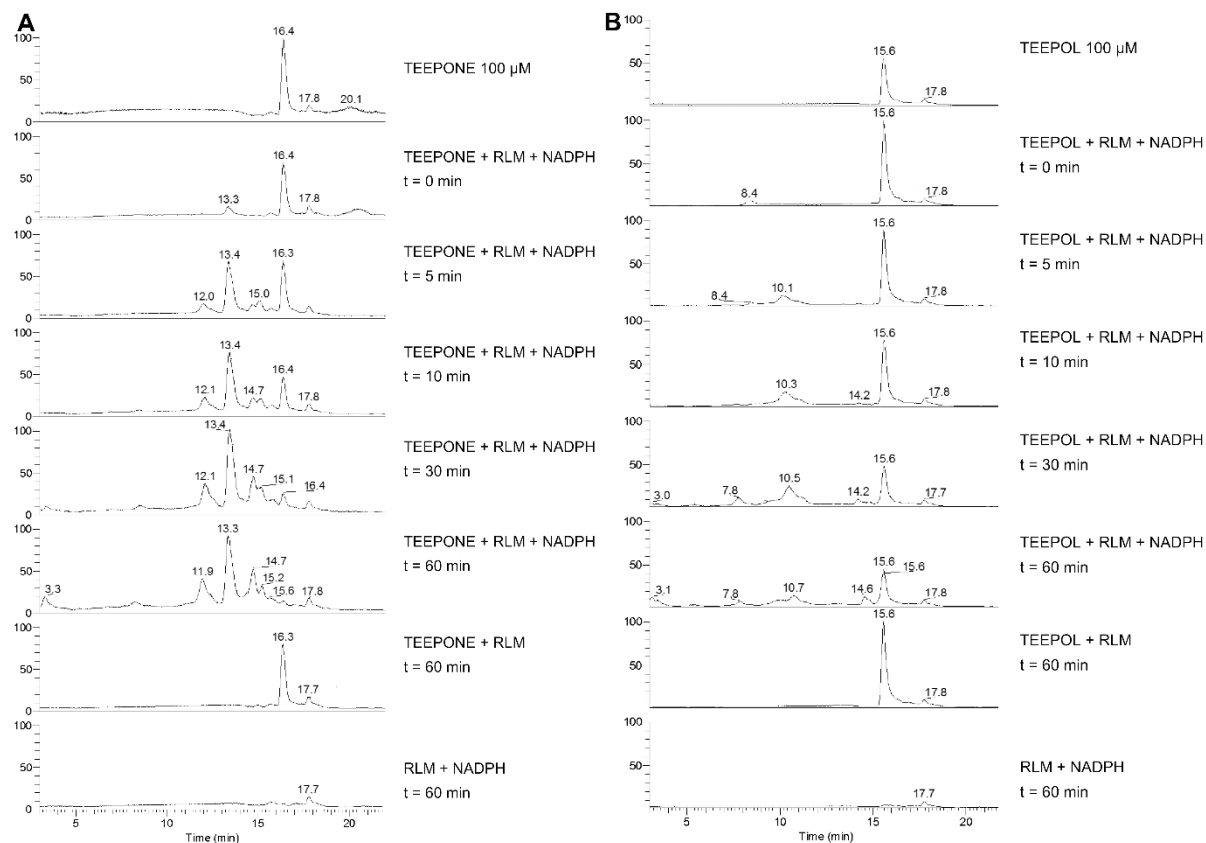 A
100
50
0
16.4
17.8
20.1
TEEPONE 100 µM
100
50
0
13.3
16.4
17.8
TEEPONE + RLM + NADPH
t = 0 min
100
50
0
12.0
13.4
15.0
16.3
TEEPONE + RLM + NADPH
t = 5 min
100
50
0
12.1
13.4
14.7
16.4
17.8
TEEPONE + RLM + NADPH
t = 10 min
100
50
0
12.1
13.4
14.7
15.1
16.4
TEEPONE + RLM + NADPH
t = 30 min
100
50
0
3.3
11.9
13.3
14.7
15.2
15.6
17.8
TEEPONE + RLM + NADPH
t = 60 min
100
50
0
16.3
17.7
TEEPONE + RLM
t = 60 min
100
50
0
17.7
RLM + NADPH
t = 60 min
5 10 15 20
Time (min)
B
100
50
15.6
17.8
TEEPOL 100 µM
100
50
8.4
15.6
17.8
TEEPOL + RLM + NADPH
t = 0 min
100
50
8.4
10.1
15.6
17.8
TEEPOL + RLM + NADPH
t = 5 min
100
50
10.3
14.2
15.6
17.8
TEEPOL + RLM + NADPH
t = 10 min
100
50
3.0
7.8
10.5
14.2
15.6
17.7
TEEPOL + RLM + NADPH
t = 30 min
100
50
3.1
7.8
10.7
14.6
15.6
15.6
17.8
TEEPOL + RLM + NADPH
t = 60 min
100
50
15.6
17.8
TEEPOL + RLM
t = 60 min
100
50
17.7
RLM + NADPH
t = 60 min
5 10 15 20
Time (min)